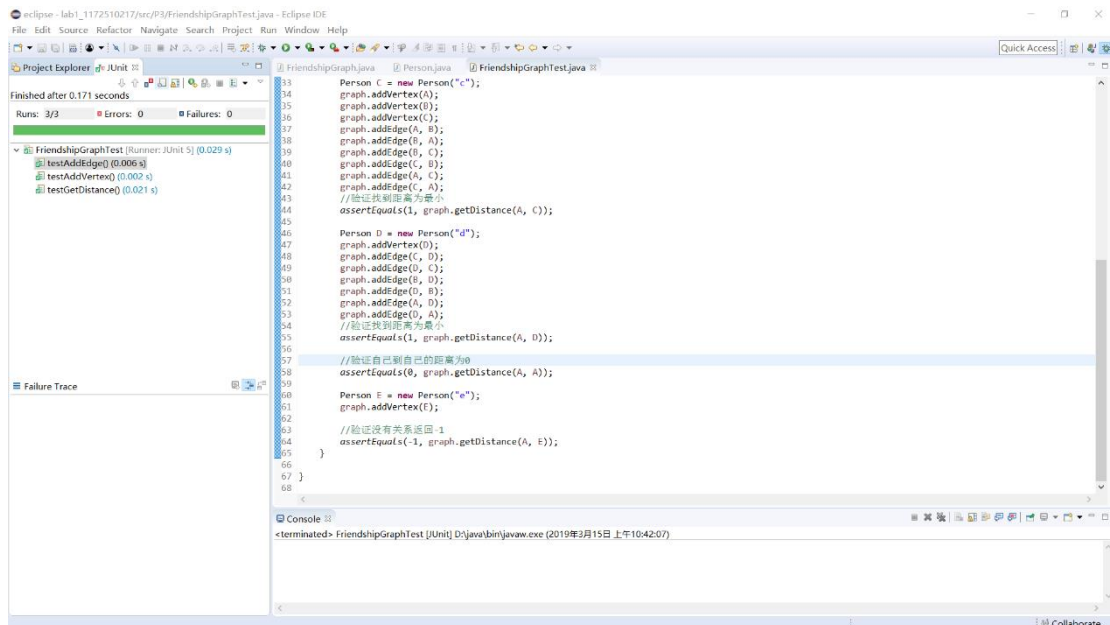 eclipse - lab1_1172510217/src/P3/FriendshipGraphTest.java - Eclipse IDE
File Edit Source Refactor Navigate Search Project Run Window Help
Quick Access
Project Explorer JUnit
Finished after 0.171 seconds
Runs: 3/3 Errors: 0 Failures: 0
FriendshipGraphTest [Runner: JUnit 5] (0.029 s)
testAddEdge() (0.006 s)
testAddVertex() (0.002 s)
testGetDistance() (0.021 s)
Failure Trace
FriendshipGraph.java Person.java FriendshipGraphTest.java
33 Person C = new Person("c");
34 graph.addVertex(A);
35 graph.addVertex(B);
36 graph.addVertex(C);
37 graph.addEdge(A, B);
38 graph.addEdge(B, A);
39 graph.addEdge(B, C);
40 graph.addEdge(C, B);
41 graph.addEdge(A, C);
42 graph.addEdge(C, A);
43 //验证找到距离为最小
44 assertEquals(1, graph.getDistance(A, C));
45
46 Person D = new Person("d");
47 graph.addVertex(D);
48 graph.addEdge(C, D);
49 graph.addEdge(D, C);
50 graph.addEdge(B, D);
51 graph.addEdge(D, B);
52 graph.addEdge(A, D);
53 graph.addEdge(D, A);
54 //验证找到距离为最小
55 assertEquals(1, graph.getDistance(A, D));
56
57 //验证自己到自己的距离为0
58 assertEquals(0, graph.getDistance(A, A));
59
60 Person E = new Person("e");
61 graph.addVertex(E);
62
63 //验证没有关系返回-1
64 assertEquals(-1, graph.getDistance(A, E));
65 }
66
67 }
68
Console
<terminated> FriendshipGraphTest [JUnit] D:\java\bin\javaw.exe (2019年3月15日 上午10:42:07)
Collaborate